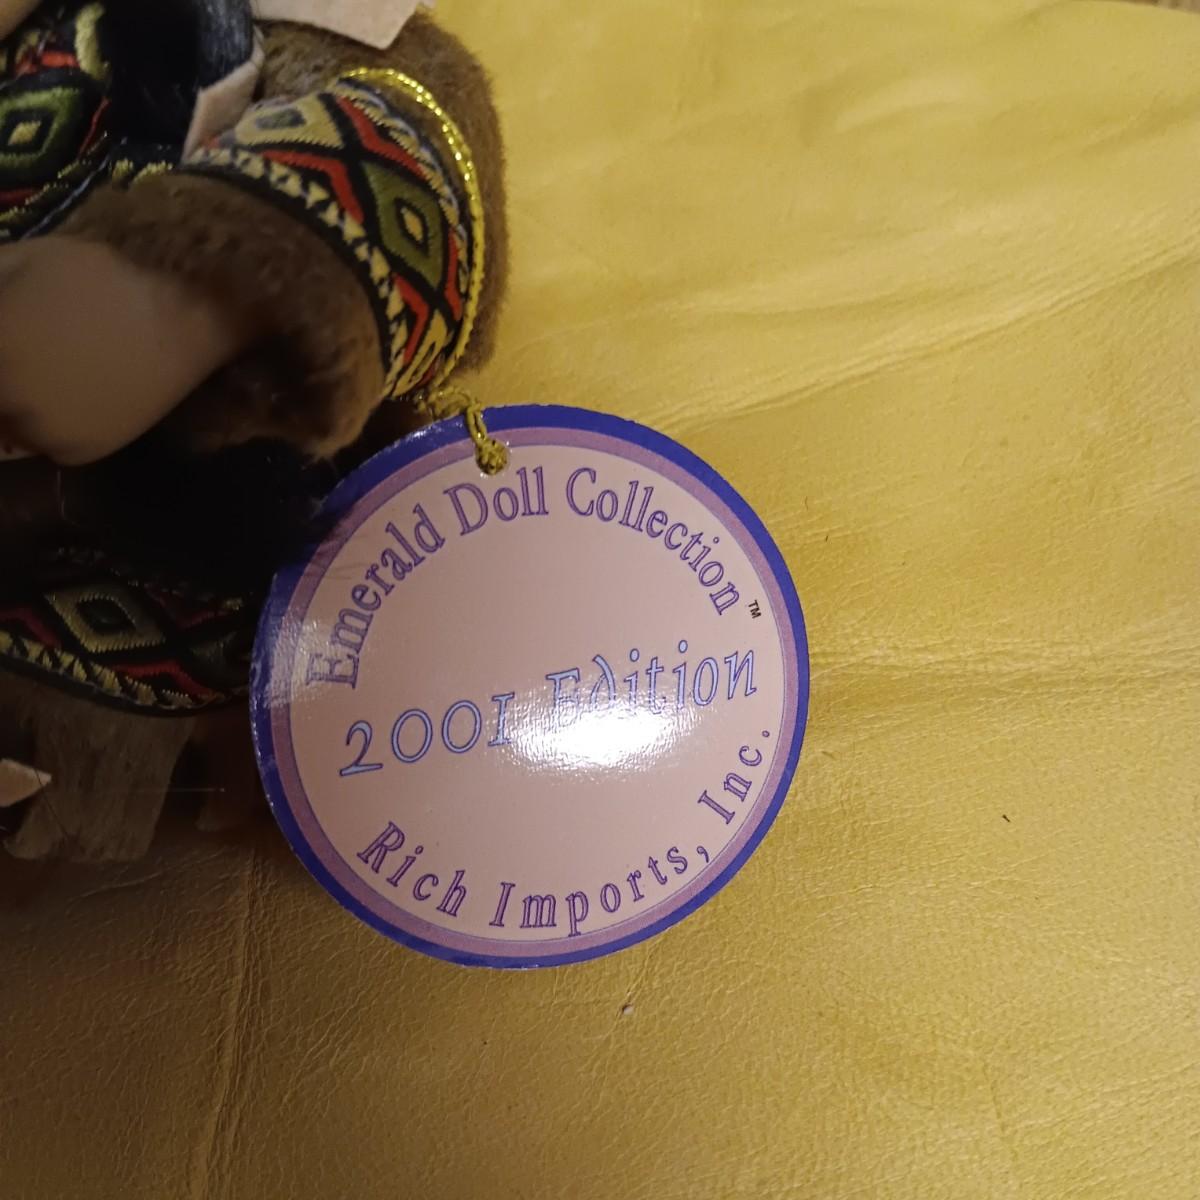 Emerald Doll Collection™
2001 Edition
Rich Imports, Inc.